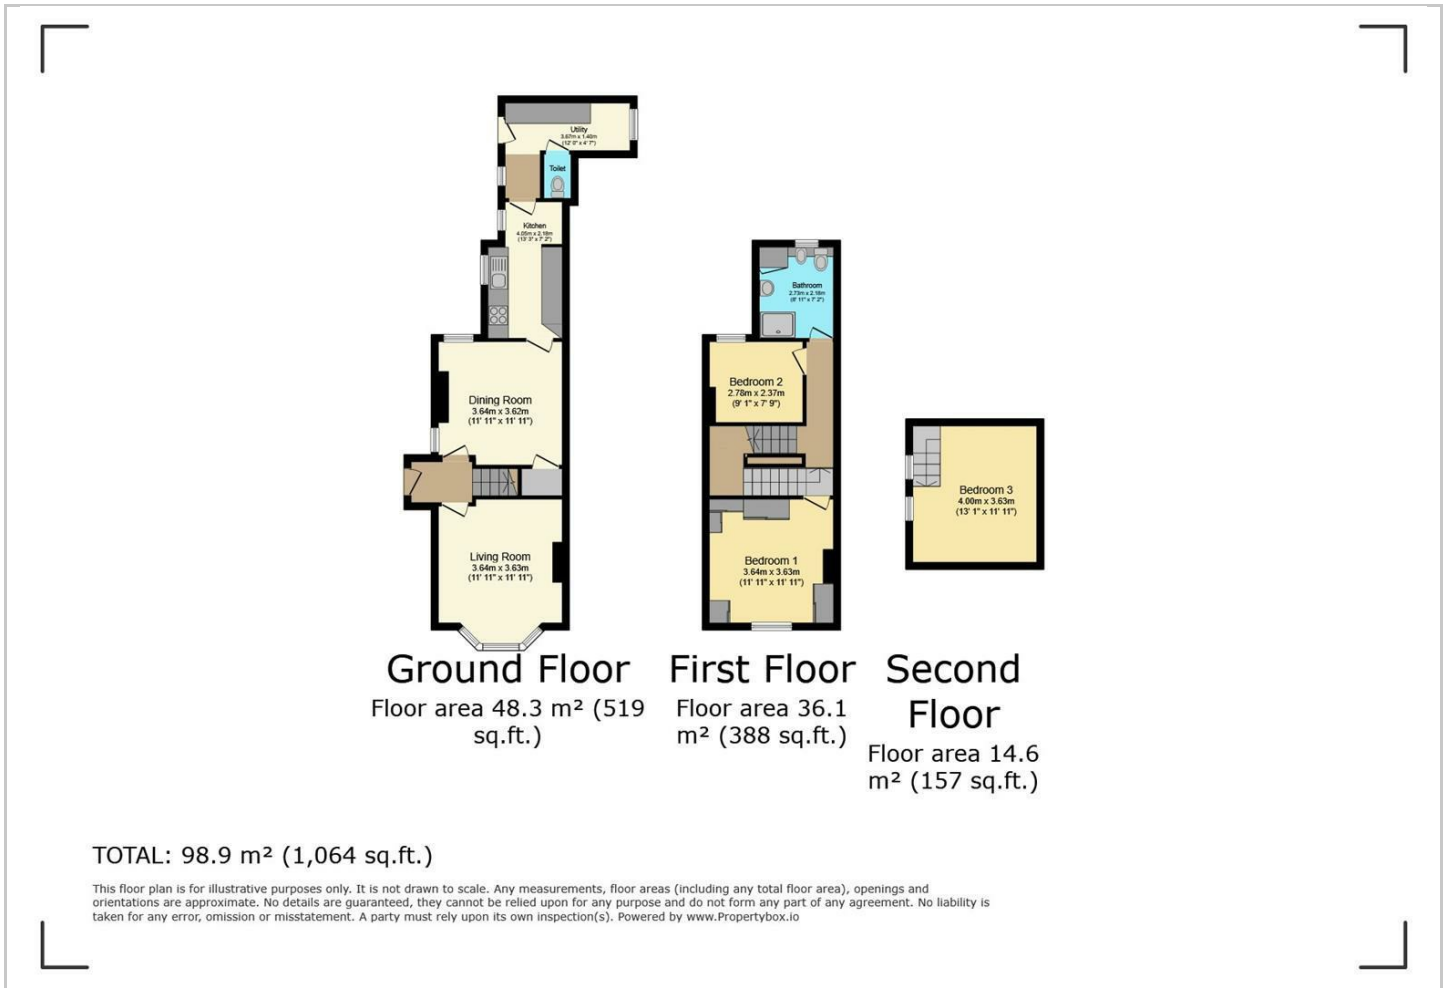 Utility
3.67m x 1.40m
(12' 0" x 4' 7")
Toilet
Kitchen
4.05m x 2.18m
(13' 3" x 7' 2")
Dining Room
3.64m x 3.62m
(11' 11" x 11' 11")
Living Room
3.64m x 3.63m
(11' 11" x 11' 11")
Ground Floor
Floor area 48.3 m² (519
sq.ft.)
Bathroom
2.73m x 2.18m
(8' 11" x 7' 2")
Bedroom 2
2.78m x 2.37m
(9' 1" x 7' 9")
Bedroom 1
3.64m x 3.63m
(11' 11" x 11' 11")
First Floor
Floor area 36.1
m² (388 sq.ft.)
Bedroom 3
4.00m x 3.63m
(13' 1" x 11' 11")
Second
Floor
Floor area 14.6
m² (157 sq.ft.)
TOTAL: 98.9 m² (1,064 sq.ft.)
This floor plan is for illustrative purposes only. It is not drawn to scale. Any measurements, floor areas (including any total floor area), openings and
orientations are approximate. No details are guaranteed, they cannot be relied upon for any purpose and do not form any part of any agreement. No liability is
taken for any error, omission or misstatement. A party must rely upon its own inspection(s). Powered by www.Propertybox.io